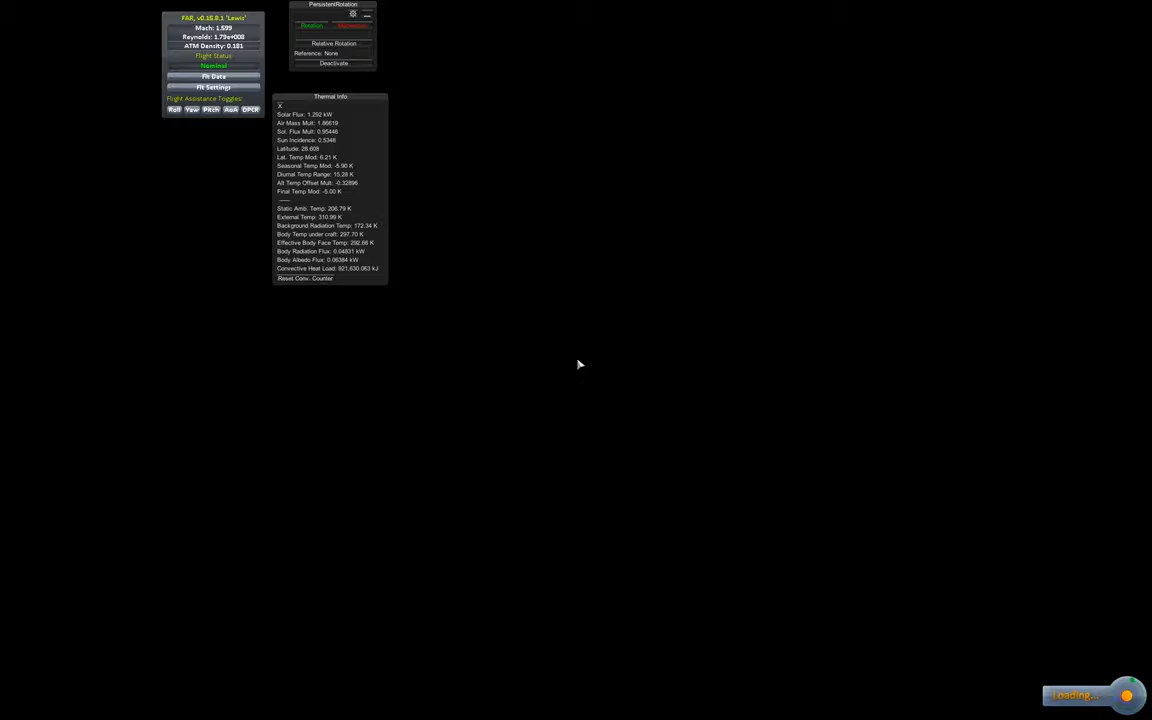 FAR, v0.15.8.1 'Lewis'
Mach: 1.599
Reynolds: 1.79e+008
ATM Density: 0.181
Flight Status
Nominal
Flt Data
Flt Settings
Flight Assistance Toggles:
Roll Yaw Pitch AoA DPCR
PersistentRotation
Rotation
Relative Rotation
Reference: None
Deactivate
Thermal Info
X
Solar Flux: 1.292 kW
Air Mass Mult: 1.86619
Sol. Flux Mult: 0.95446
Sun Incidence: 0.5348
Latitude: 28.608
Lat. Temp Mod: 6.21 K
Seasonal Temp Mod: -5.90 K
Diurnal Temp Range: 15.28 K
Alt Temp Offset Mult: -0.32896
Final Temp Mod: -5.00 K
Static Amb. Temp: 206.79 K
External Temp: 310.99 K
Background Radiation Temp: 172.34 K
Body Temp under craft: 297.70 K
Effective Body Face Temp: 292.66 K
Body Radiation Flux: 0.04831 kW
Body Albedo Flux: 0.06384 kW
Convective Heat Load: 921,630.063 kJ
Reset Conv. Counter
Loading...